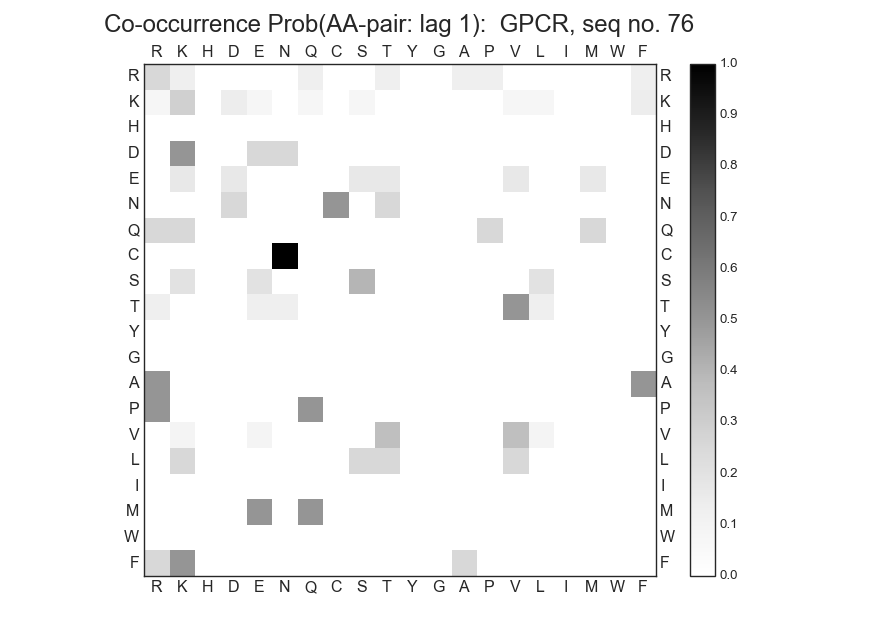 Co-occurrence Prob(AA-pair: lag 1):  GPCR, seq no. 76
R K H D E N Q C S T Y G A P V L I M W F
R R 1.0
K K 0.9
H H
D D 0.8
E E
N N 0.7
Q Q
C C 0.6
S S
T T 0.5
Y Y
G G 0.4
A A
P P 0.3
V V
L L 0.2
I I
M M 0.1
W W
F F 0.0
R K H D E N Q C S T Y G A P V L I M W F